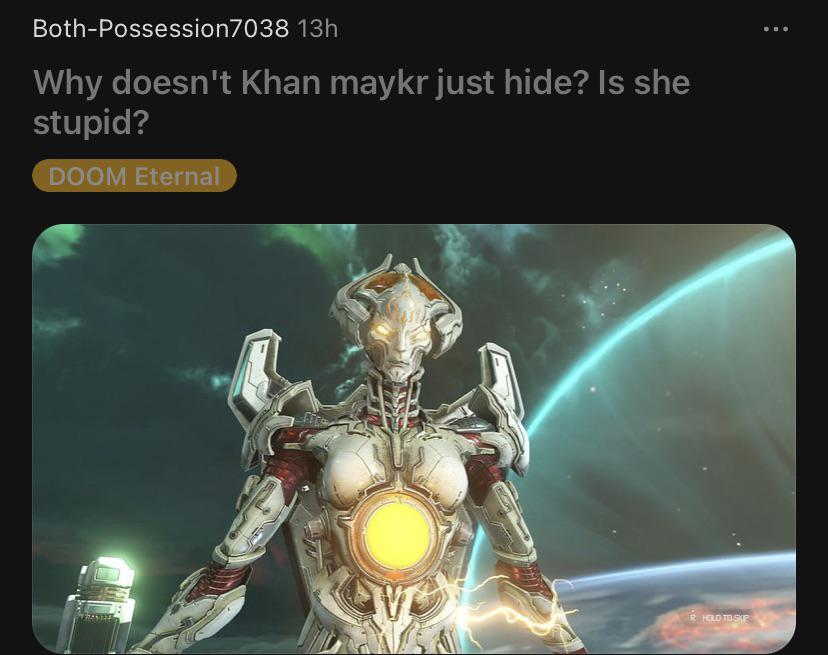 Both-Possession7038 13h
Why doesn't Khan maykr just hide? Is she
stupid?
DOOM Eternal
R HOLD TO SKIP